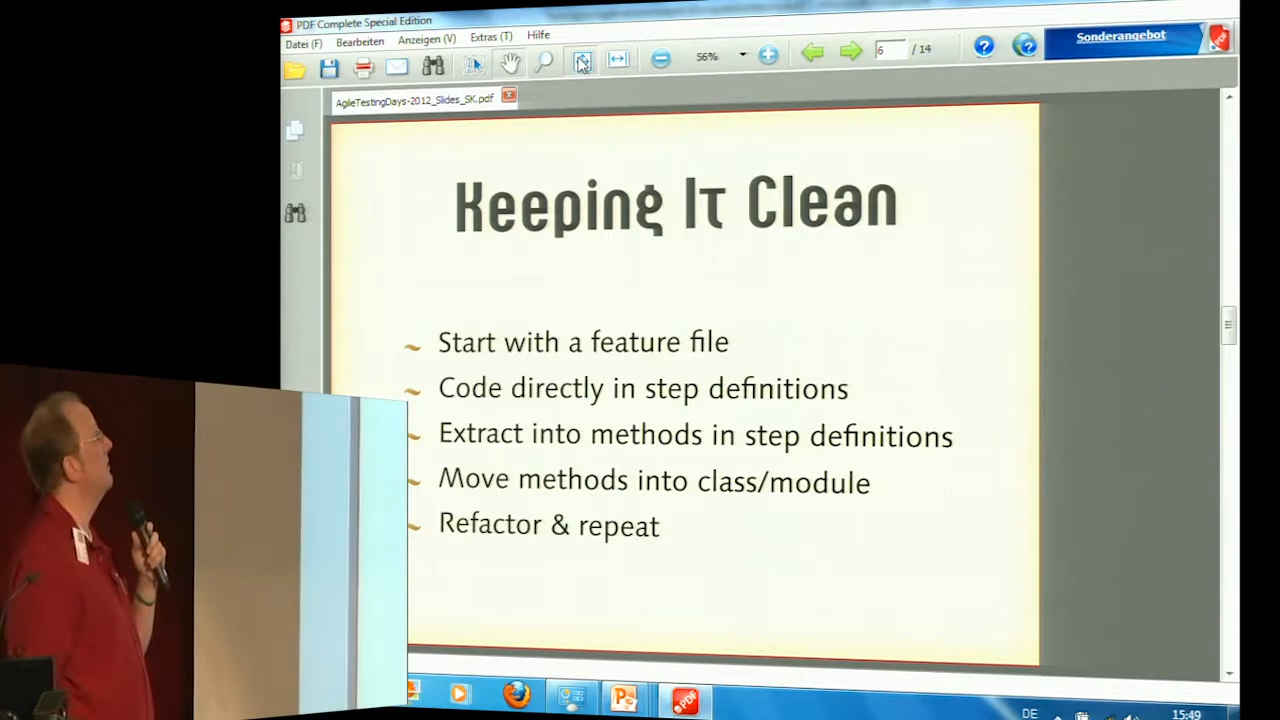 PDF Complete Special Edition
Datei (F) Bearbeiten Anzeigen (V) Extras (T) Hilfe
56% 6 / 14 Sonderangebot
AgileTestingDays-2012_Slides_SK.pdf
Keeping It Clean
~ Start with a feature file
~ Code directly in step definitions
~ Extract into methods in step definitions
~ Move methods into class/module
~ Refactor & repeat
PDF
DE 15:49